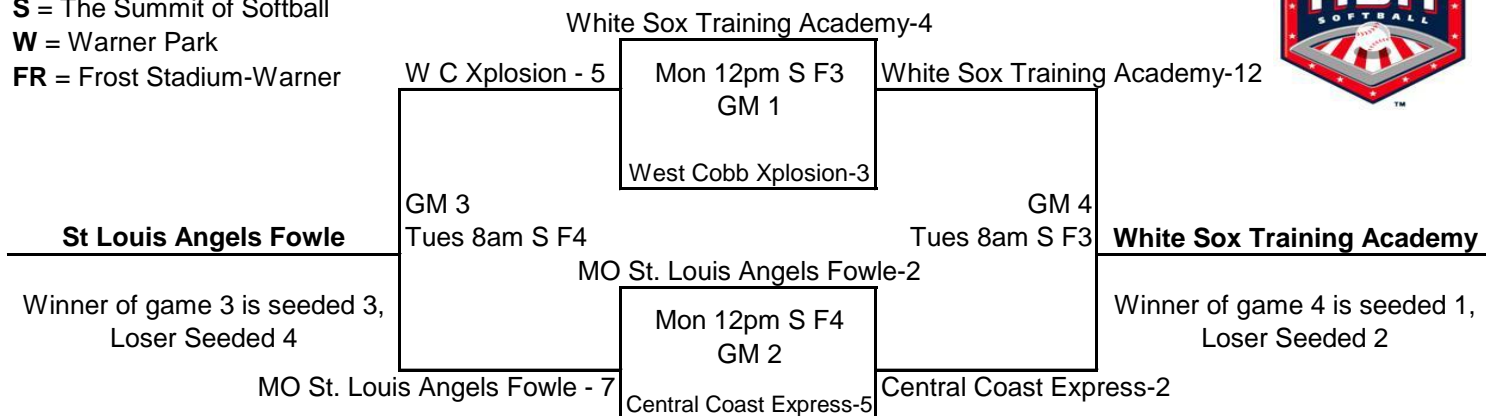 S = The Summit of Softball
W = Warner Park
FR = Frost Stadium-Warner
SOFTBALL
TM
White Sox Training Academy-4
W C Xplosion - 5
Mon 12pm S F3
White Sox Training Academy-12
GM 1
West Cobb Xplosion-3
GM 3
GM 4
St Louis Angels Fowle
Tues 8am S F4
Tues 8am S F3
White Sox Training Academy
MO St. Louis Angels Fowle-2
Winner of game 3 is seeded 3,
Loser Seeded 4
Mon 12pm S F4
GM 2
Winner of game 4 is seeded 1,
Loser Seeded 2
MO St. Louis Angels Fowle - 7
Central Coast Express-5
Central Coast Express-2